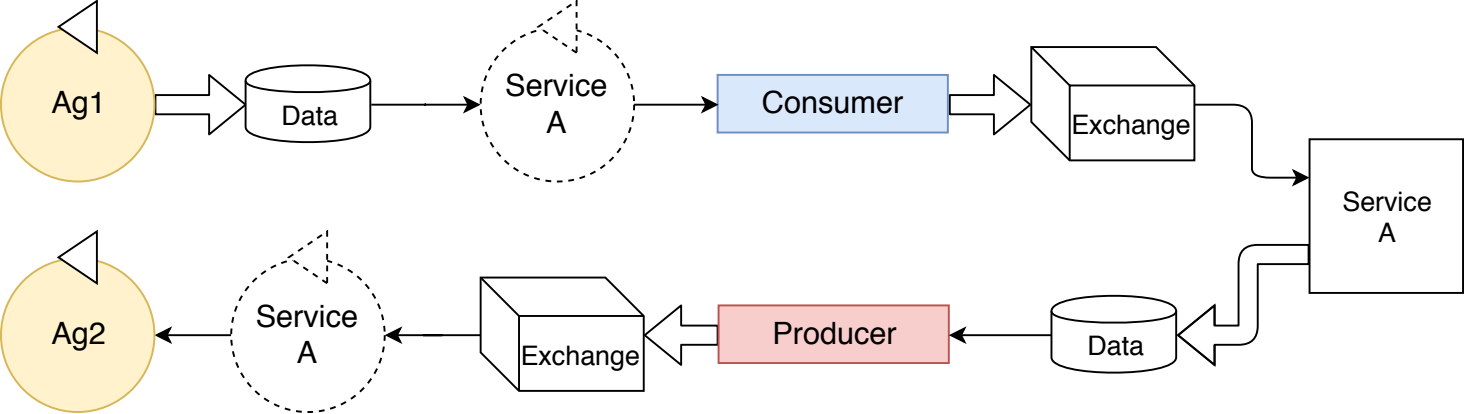 Ag1
Data
Service
A
Consumer
Exchange
Service
A
Ag2
Service
A
Exchange
Producer
Data